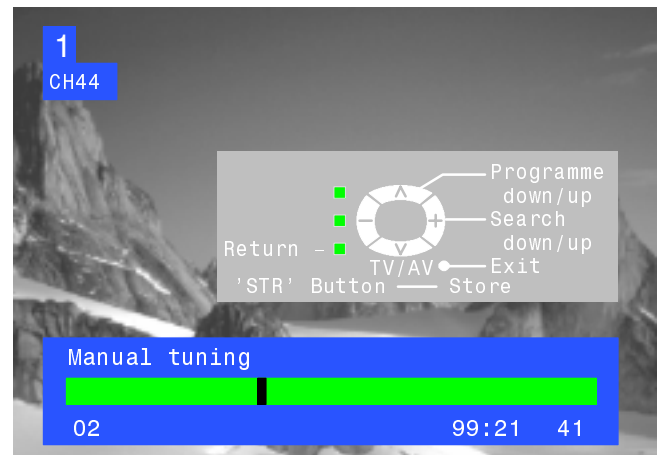 1
CH44
Programme
down/up
Search
down/up
Return –
TV/AV Exit
'STR' Button Store
Manual tuning
02 99:21 41